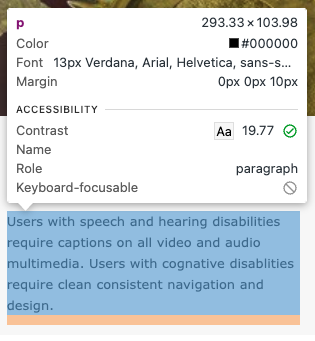 p 293.33 × 103.98
Color #000000
Font 13px Verdana, Arial, Helvetica, sans-s...
Margin 0px 0px 10px
ACCESSIBILITY
Contrast Aa 19.77
Name
Role paragraph
Keyboard-focusable
Users with speech and hearing disabilities
require captions on all video and audio
multimedia. Users with cognative disablities
require clean consistent navigation and
design.